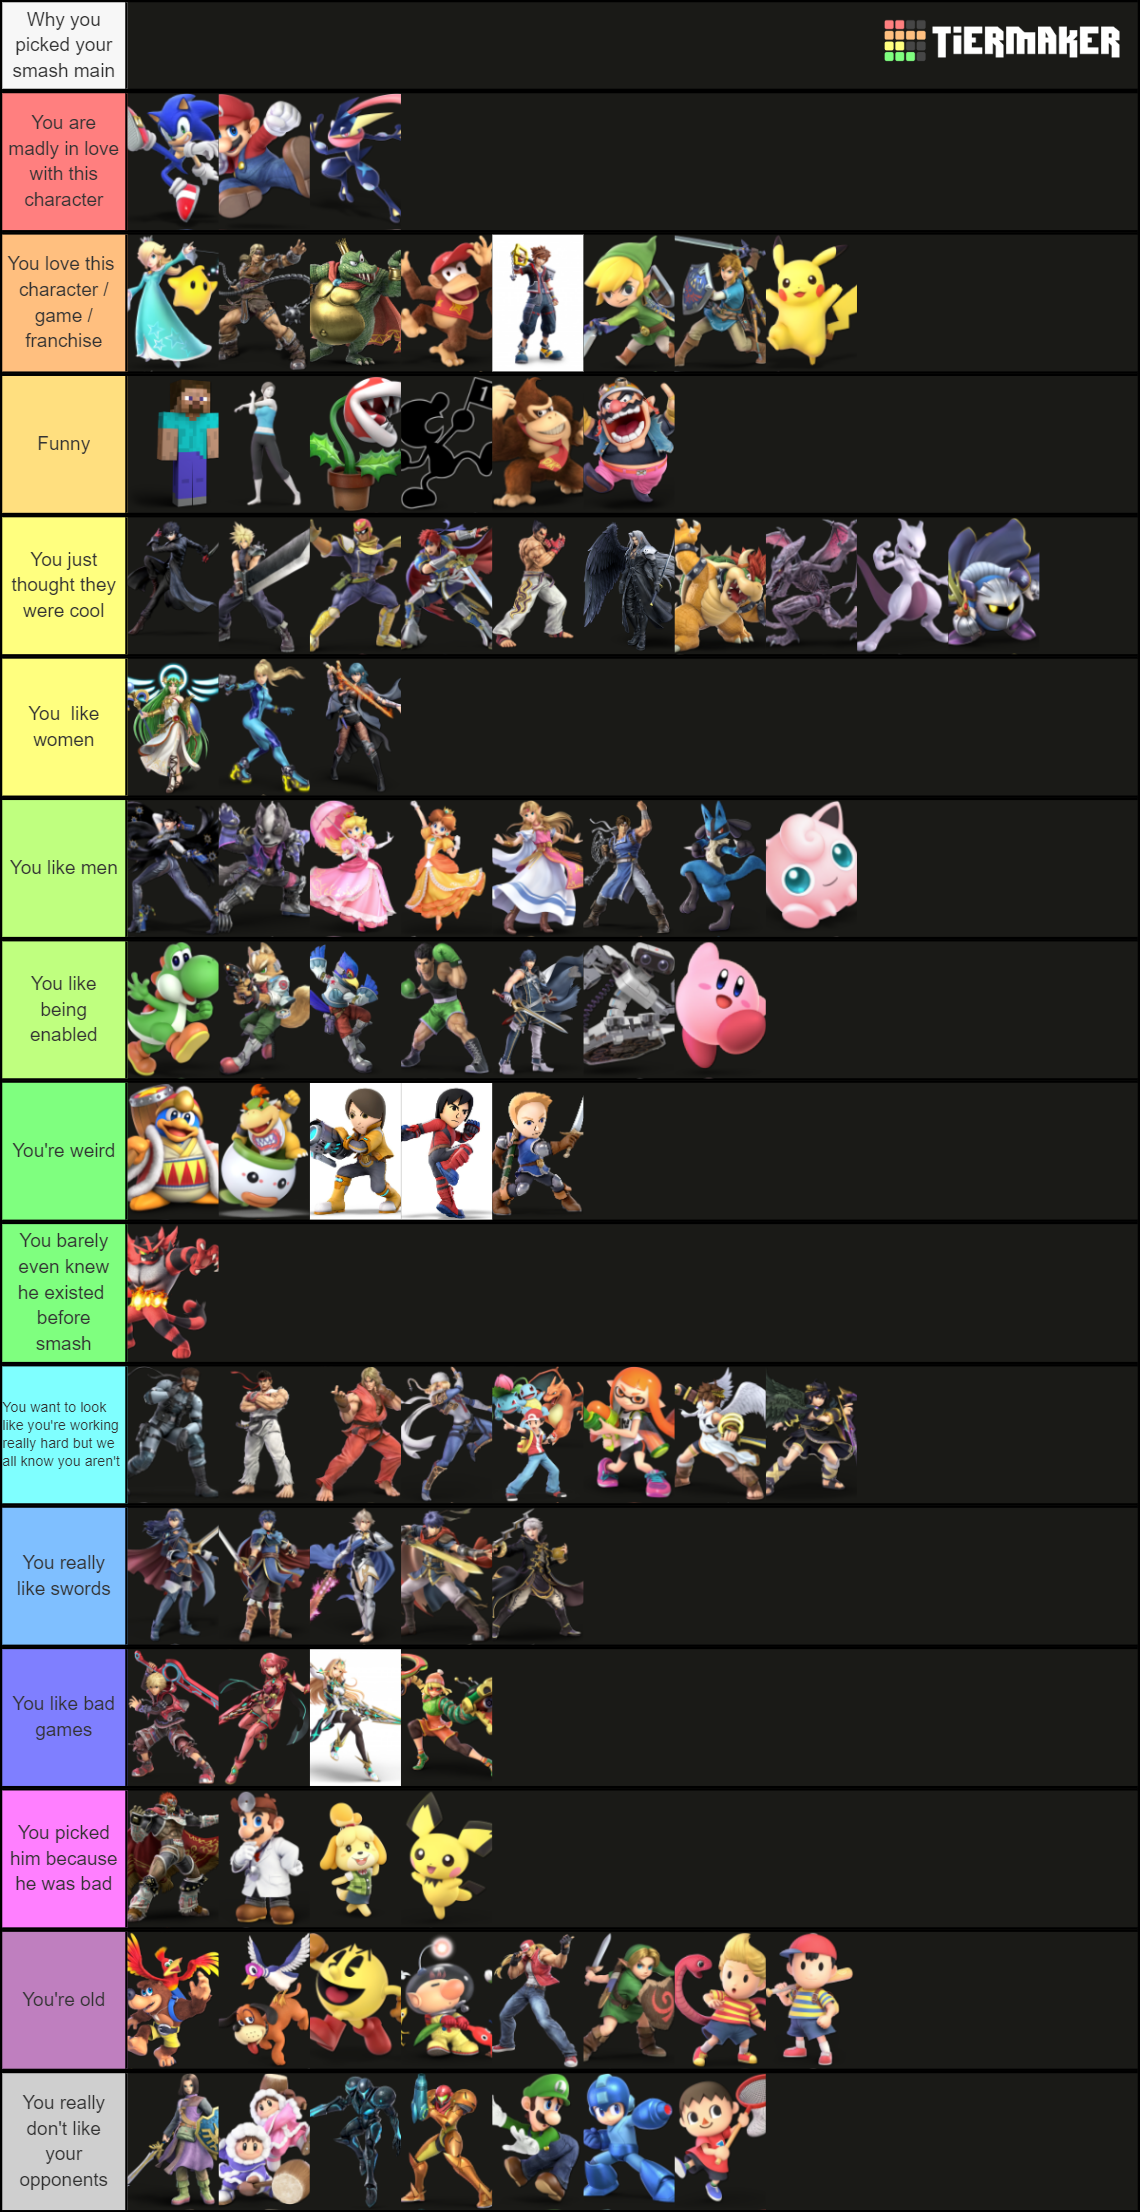 Why you
picked your
smash main
TiERMAKER
You are
madly in love
with this
character
You love this
character /
game /
franchise
Funny
1
You just
thought they
were cool
You like
women
You like men
You like
being
enabled
You're weird
You barely
even knew
he existed
before
smash
You want to look
like you're working
really hard but we
all know you aren't
You really
like swords
You like bad
games
You picked
him because
he was bad
You're old
You really
don't like
your
opponents